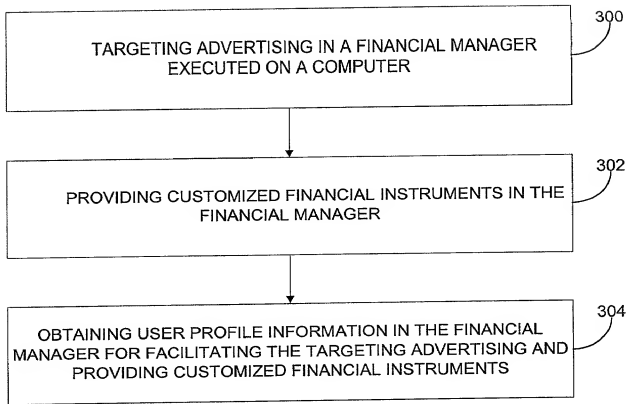 300
TARGETING ADVERTISING IN A FINANCIAL MANAGER
EXECUTED ON A COMPUTER
302
PROVIDING CUSTOMIZED FINANCIAL INSTRUMENTS IN THE
FINANCIAL MANAGER
304
OBTAINING USER PROFILE INFORMATION IN THE FINANCIAL
MANAGER FOR FACILITATING THE TARGETING ADVERTISING AND
PROVIDING CUSTOMIZED FINANCIAL INSTRUMENTS